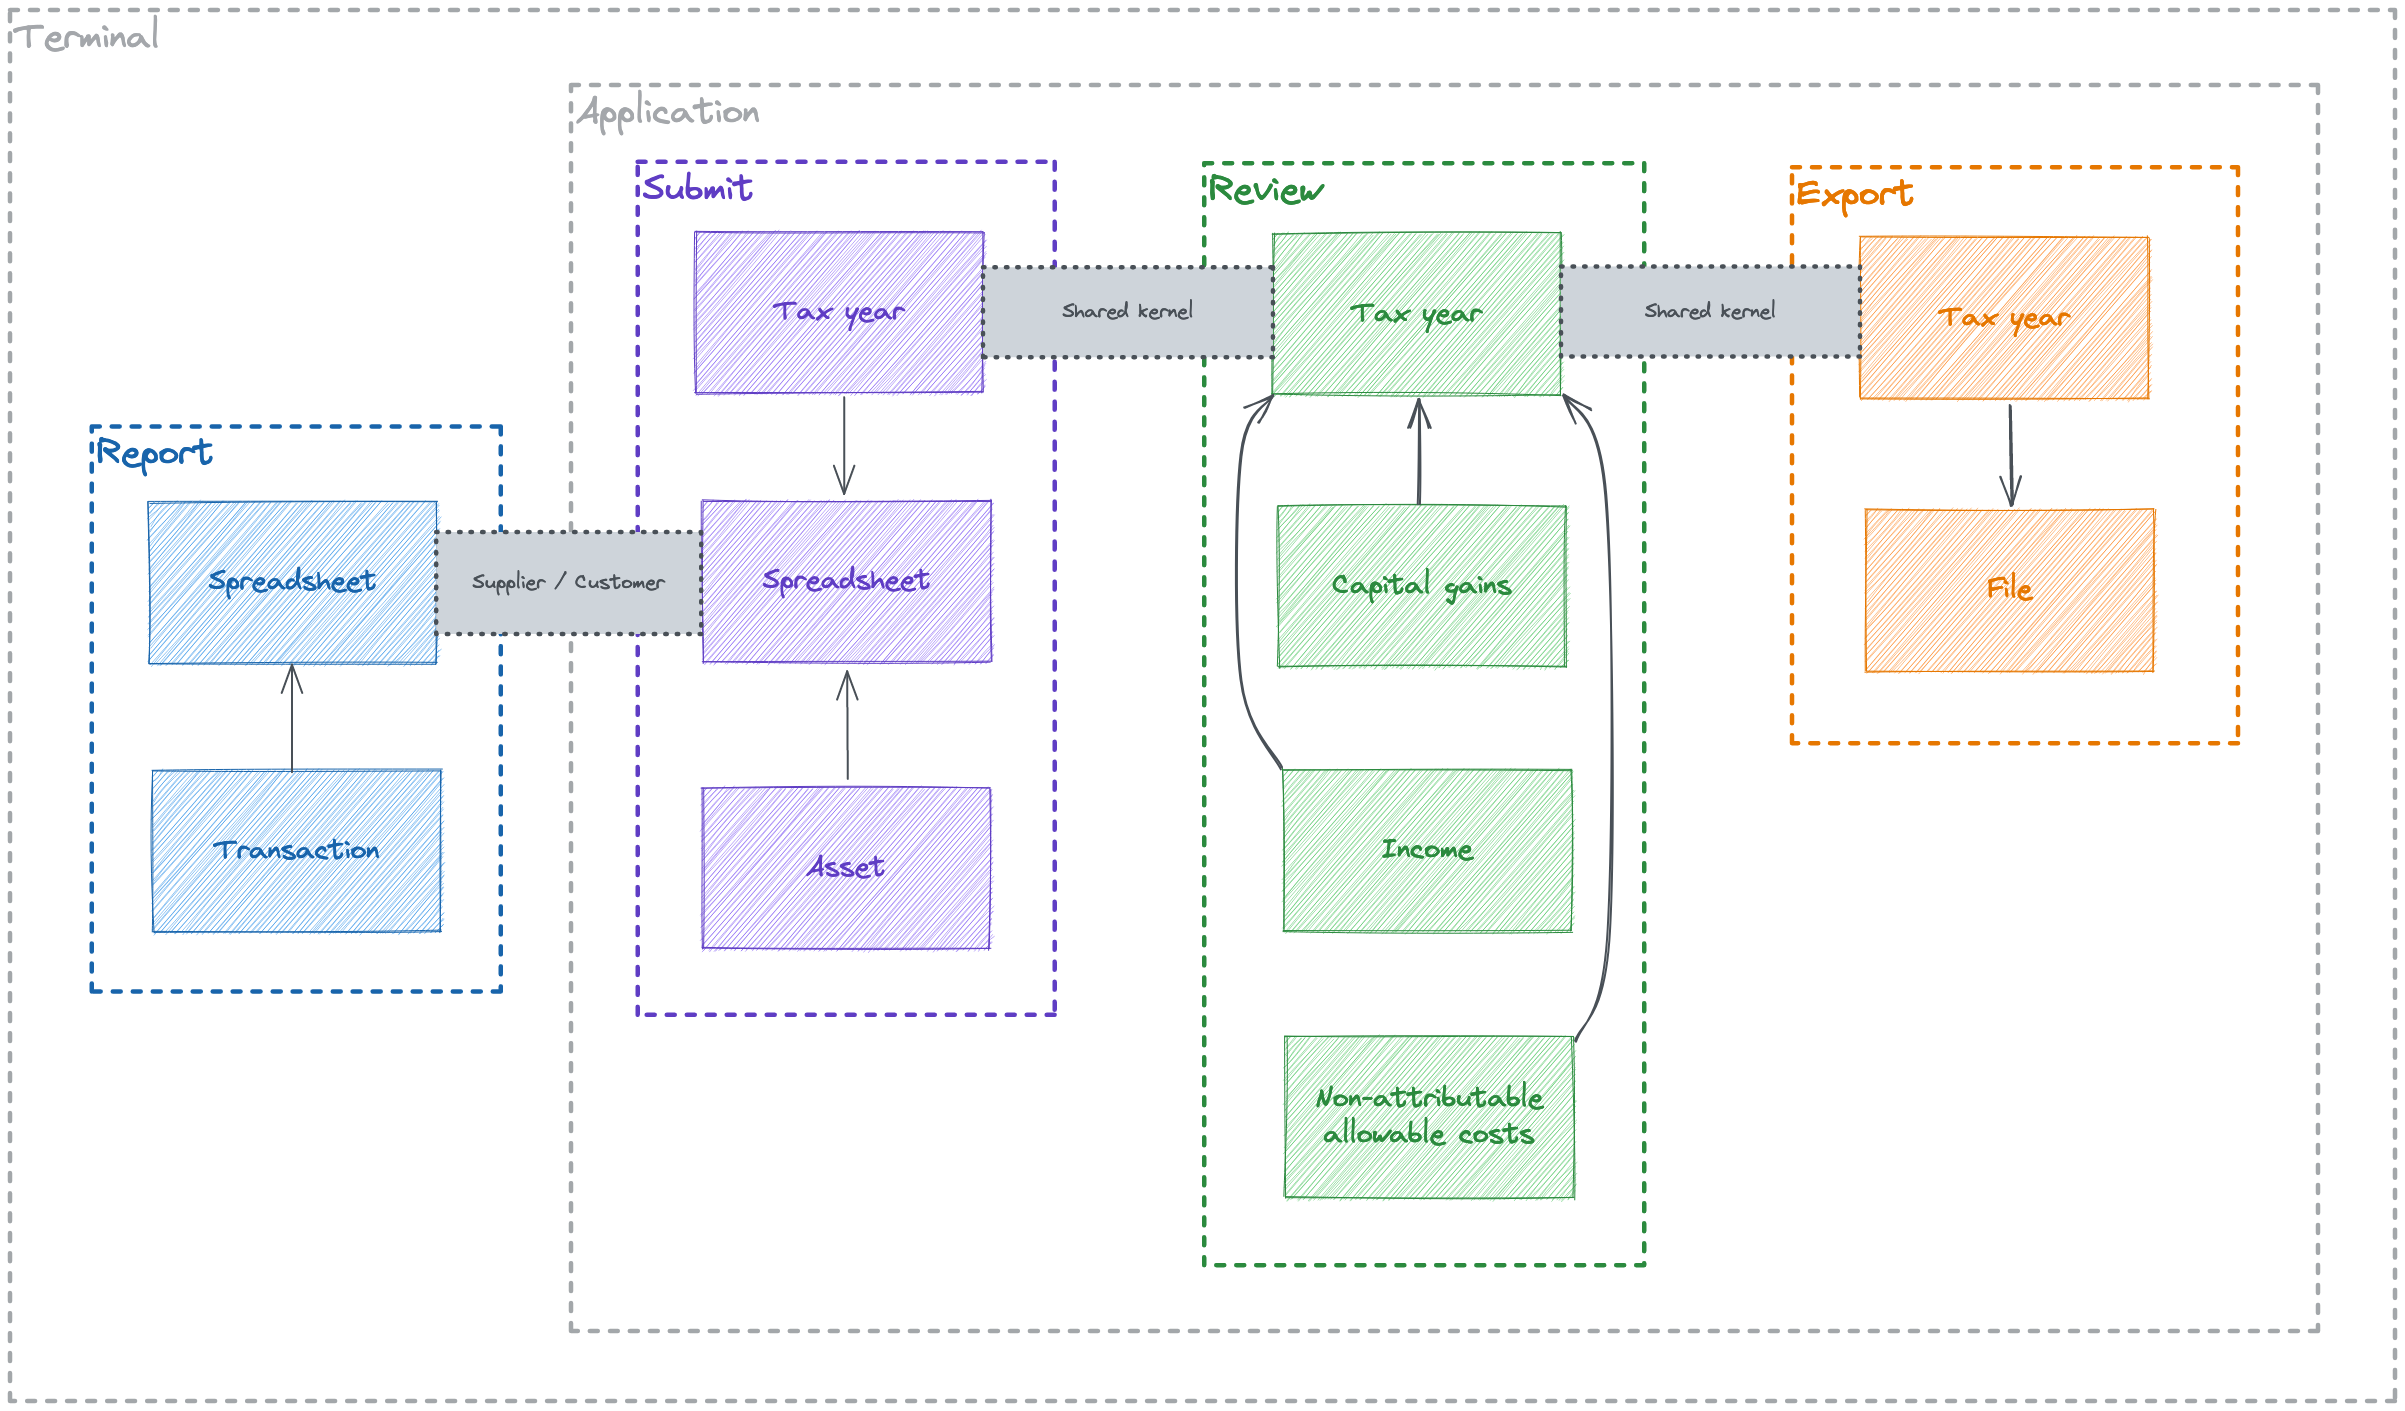 Terminal
Application
Report
Spreadsheet
Transaction
Supplier / Customer
Submit
Tax year
Spreadsheet
Asset
Shared kernel
Review
Tax year
Capital gains
Income
Non-attributable
allowable costs
Shared kernel
Export
Tax year
File